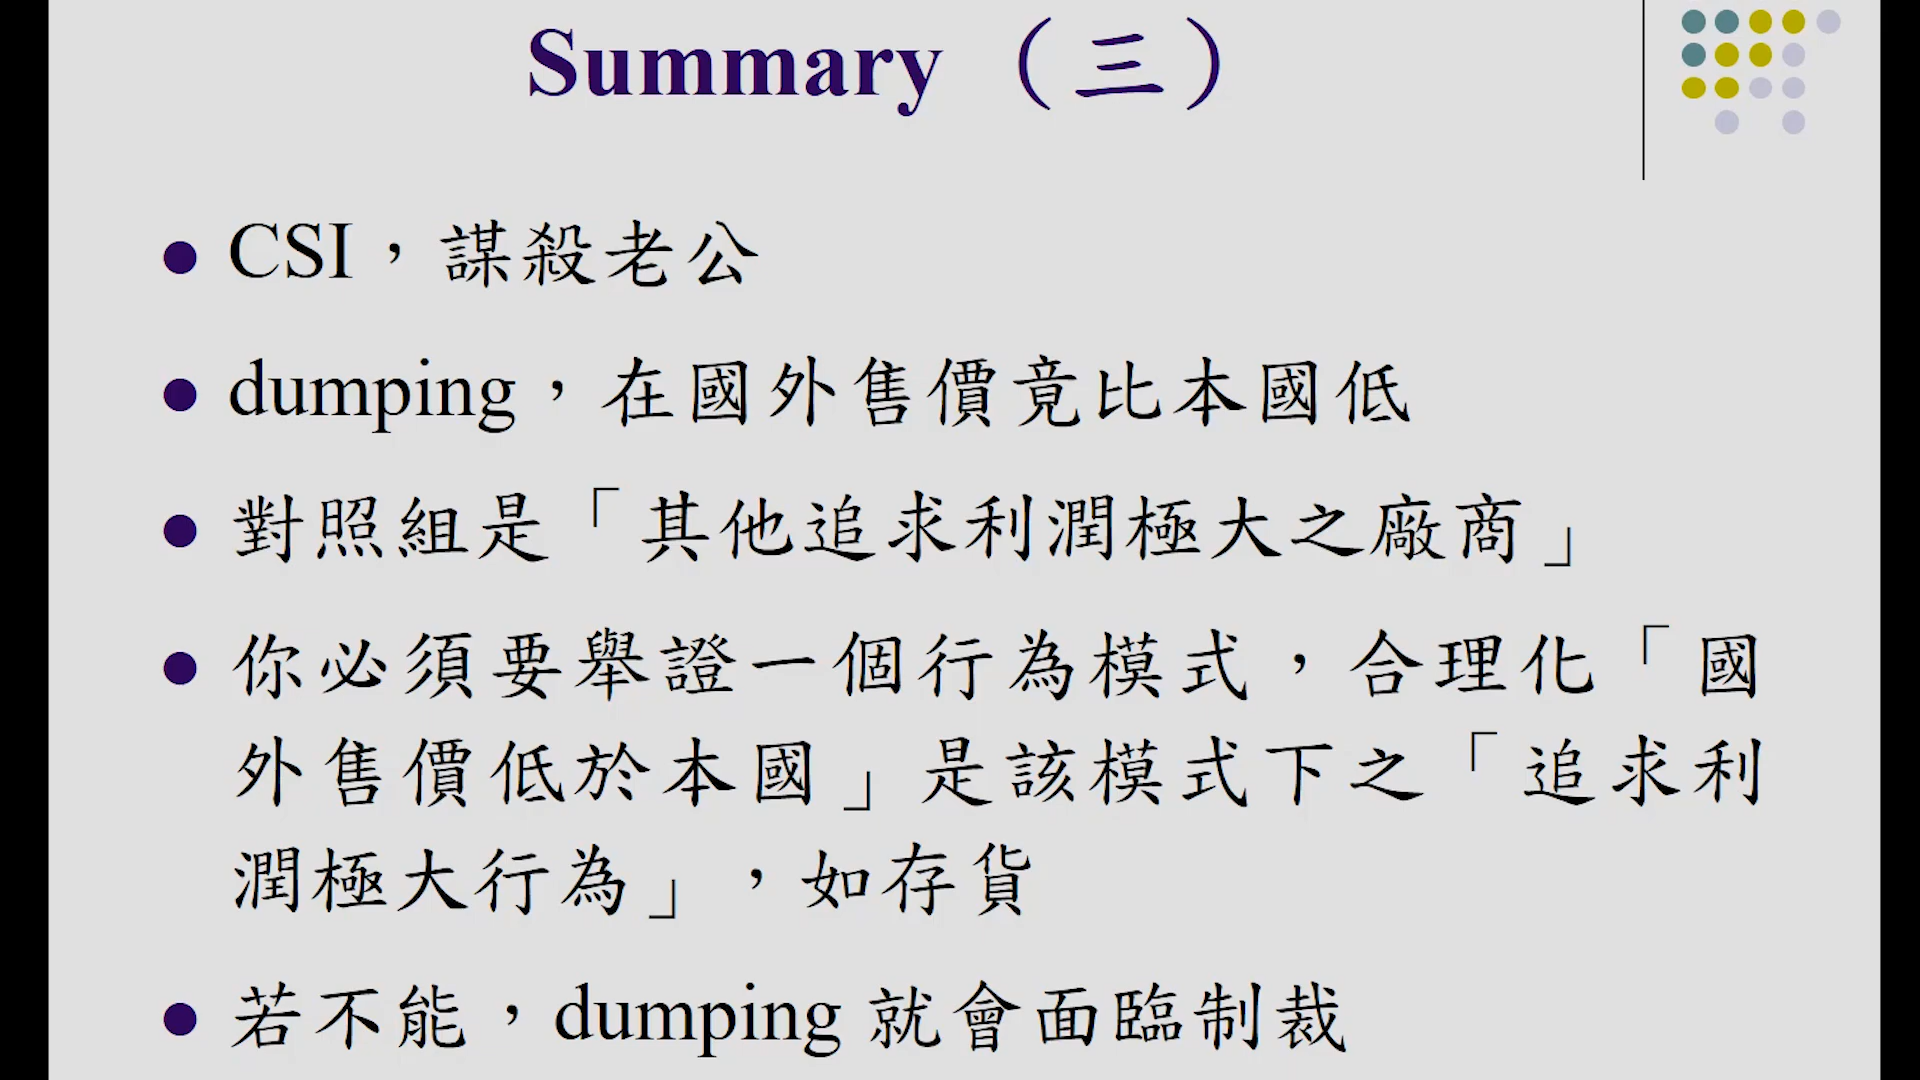 Summary（三）
CSI，謀殺老公
dumping，在國外售價竟比本國低
對照組是「其他追求利潤極大之廠商」
你必須要舉證一個行為模式，合理化「國
外售價低於本國」是該模式下之「追求利
潤極大行為」，如存貨
若不能，dumping 就會面臨制裁